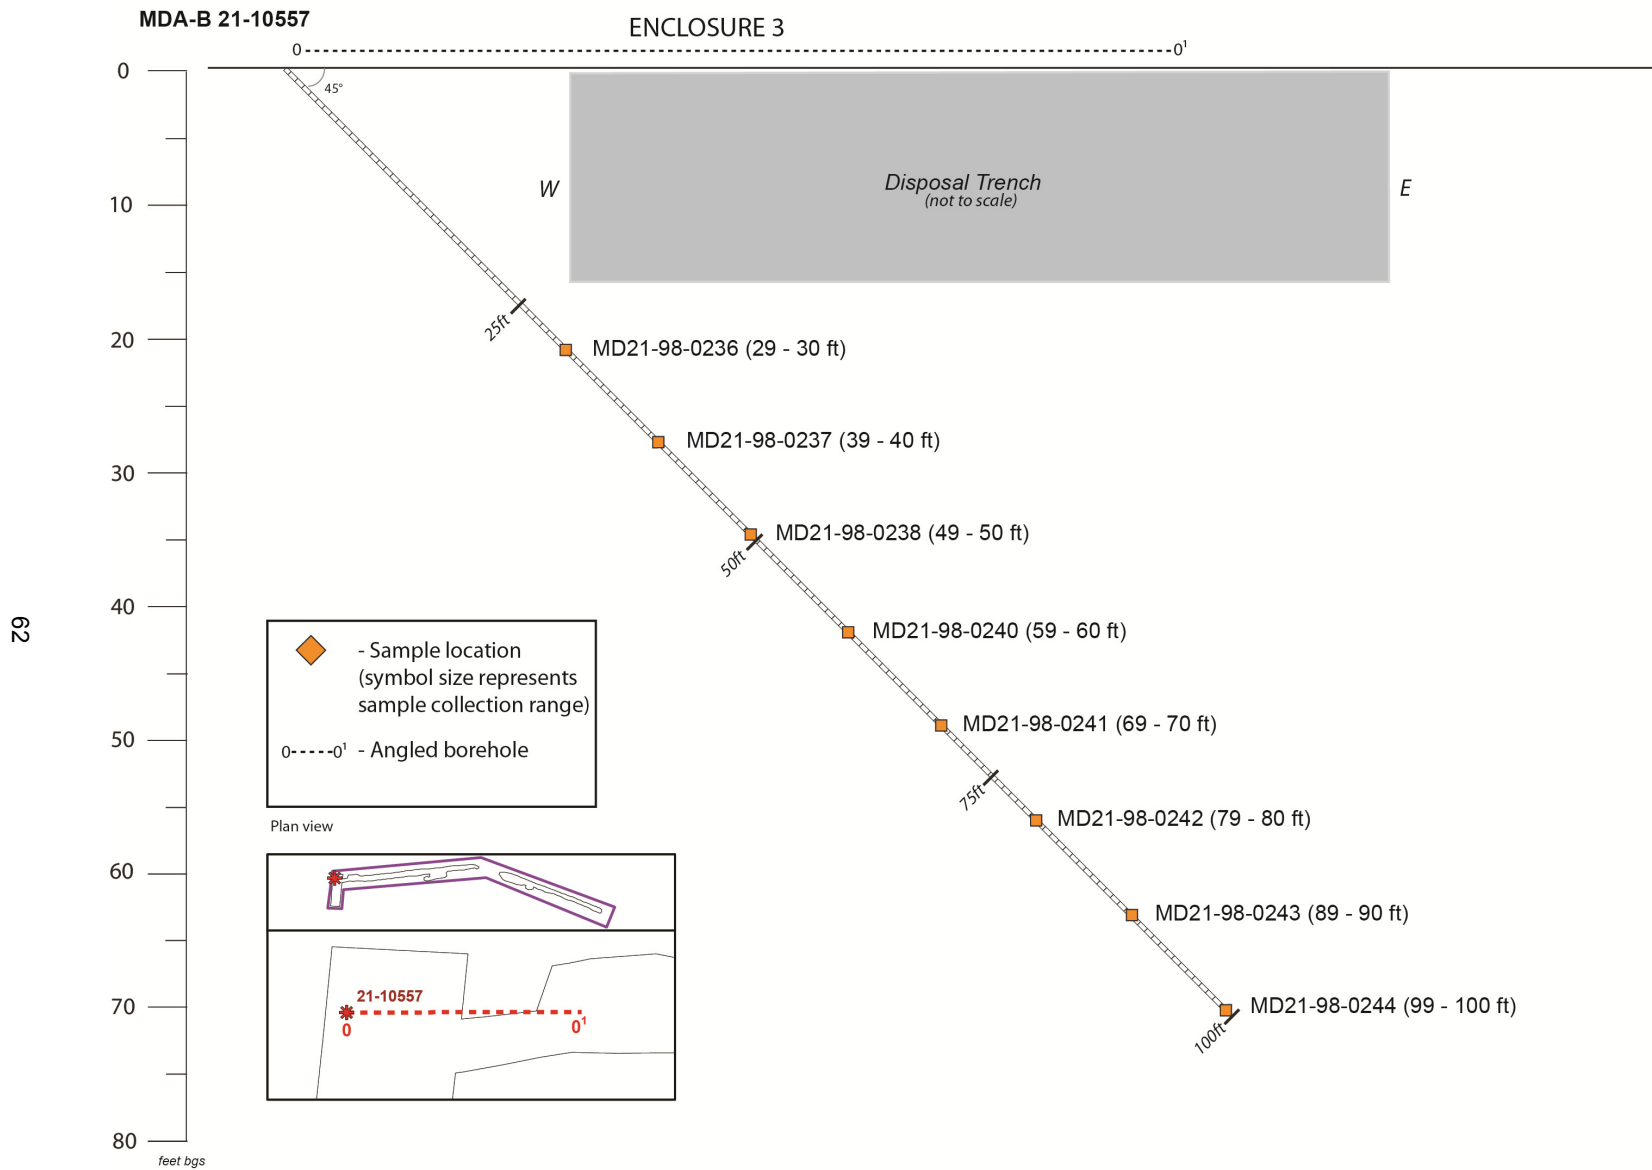 MDA-B 21-10557
ENCLOSURE 3
0 0¹
0
45°
10
20
30
40
50
60
70
80
feet bgs
W
Disposal Trench
(not to scale)
E
25ft
MD21-98-0236 (29 - 30 ft)
MD21-98-0237 (39 - 40 ft)
MD21-98-0238 (49 - 50 ft)
50ft
MD21-98-0240 (59 - 60 ft)
MD21-98-0241 (69 - 70 ft)
75ft
MD21-98-0242 (79 - 80 ft)
MD21-98-0243 (89 - 90 ft)
MD21-98-0244 (99 - 100 ft)
100ft
- Sample location
(symbol size represents
sample collection range)
0-----0¹ - Angled borehole
Plan view
21-10557
0 0¹
62